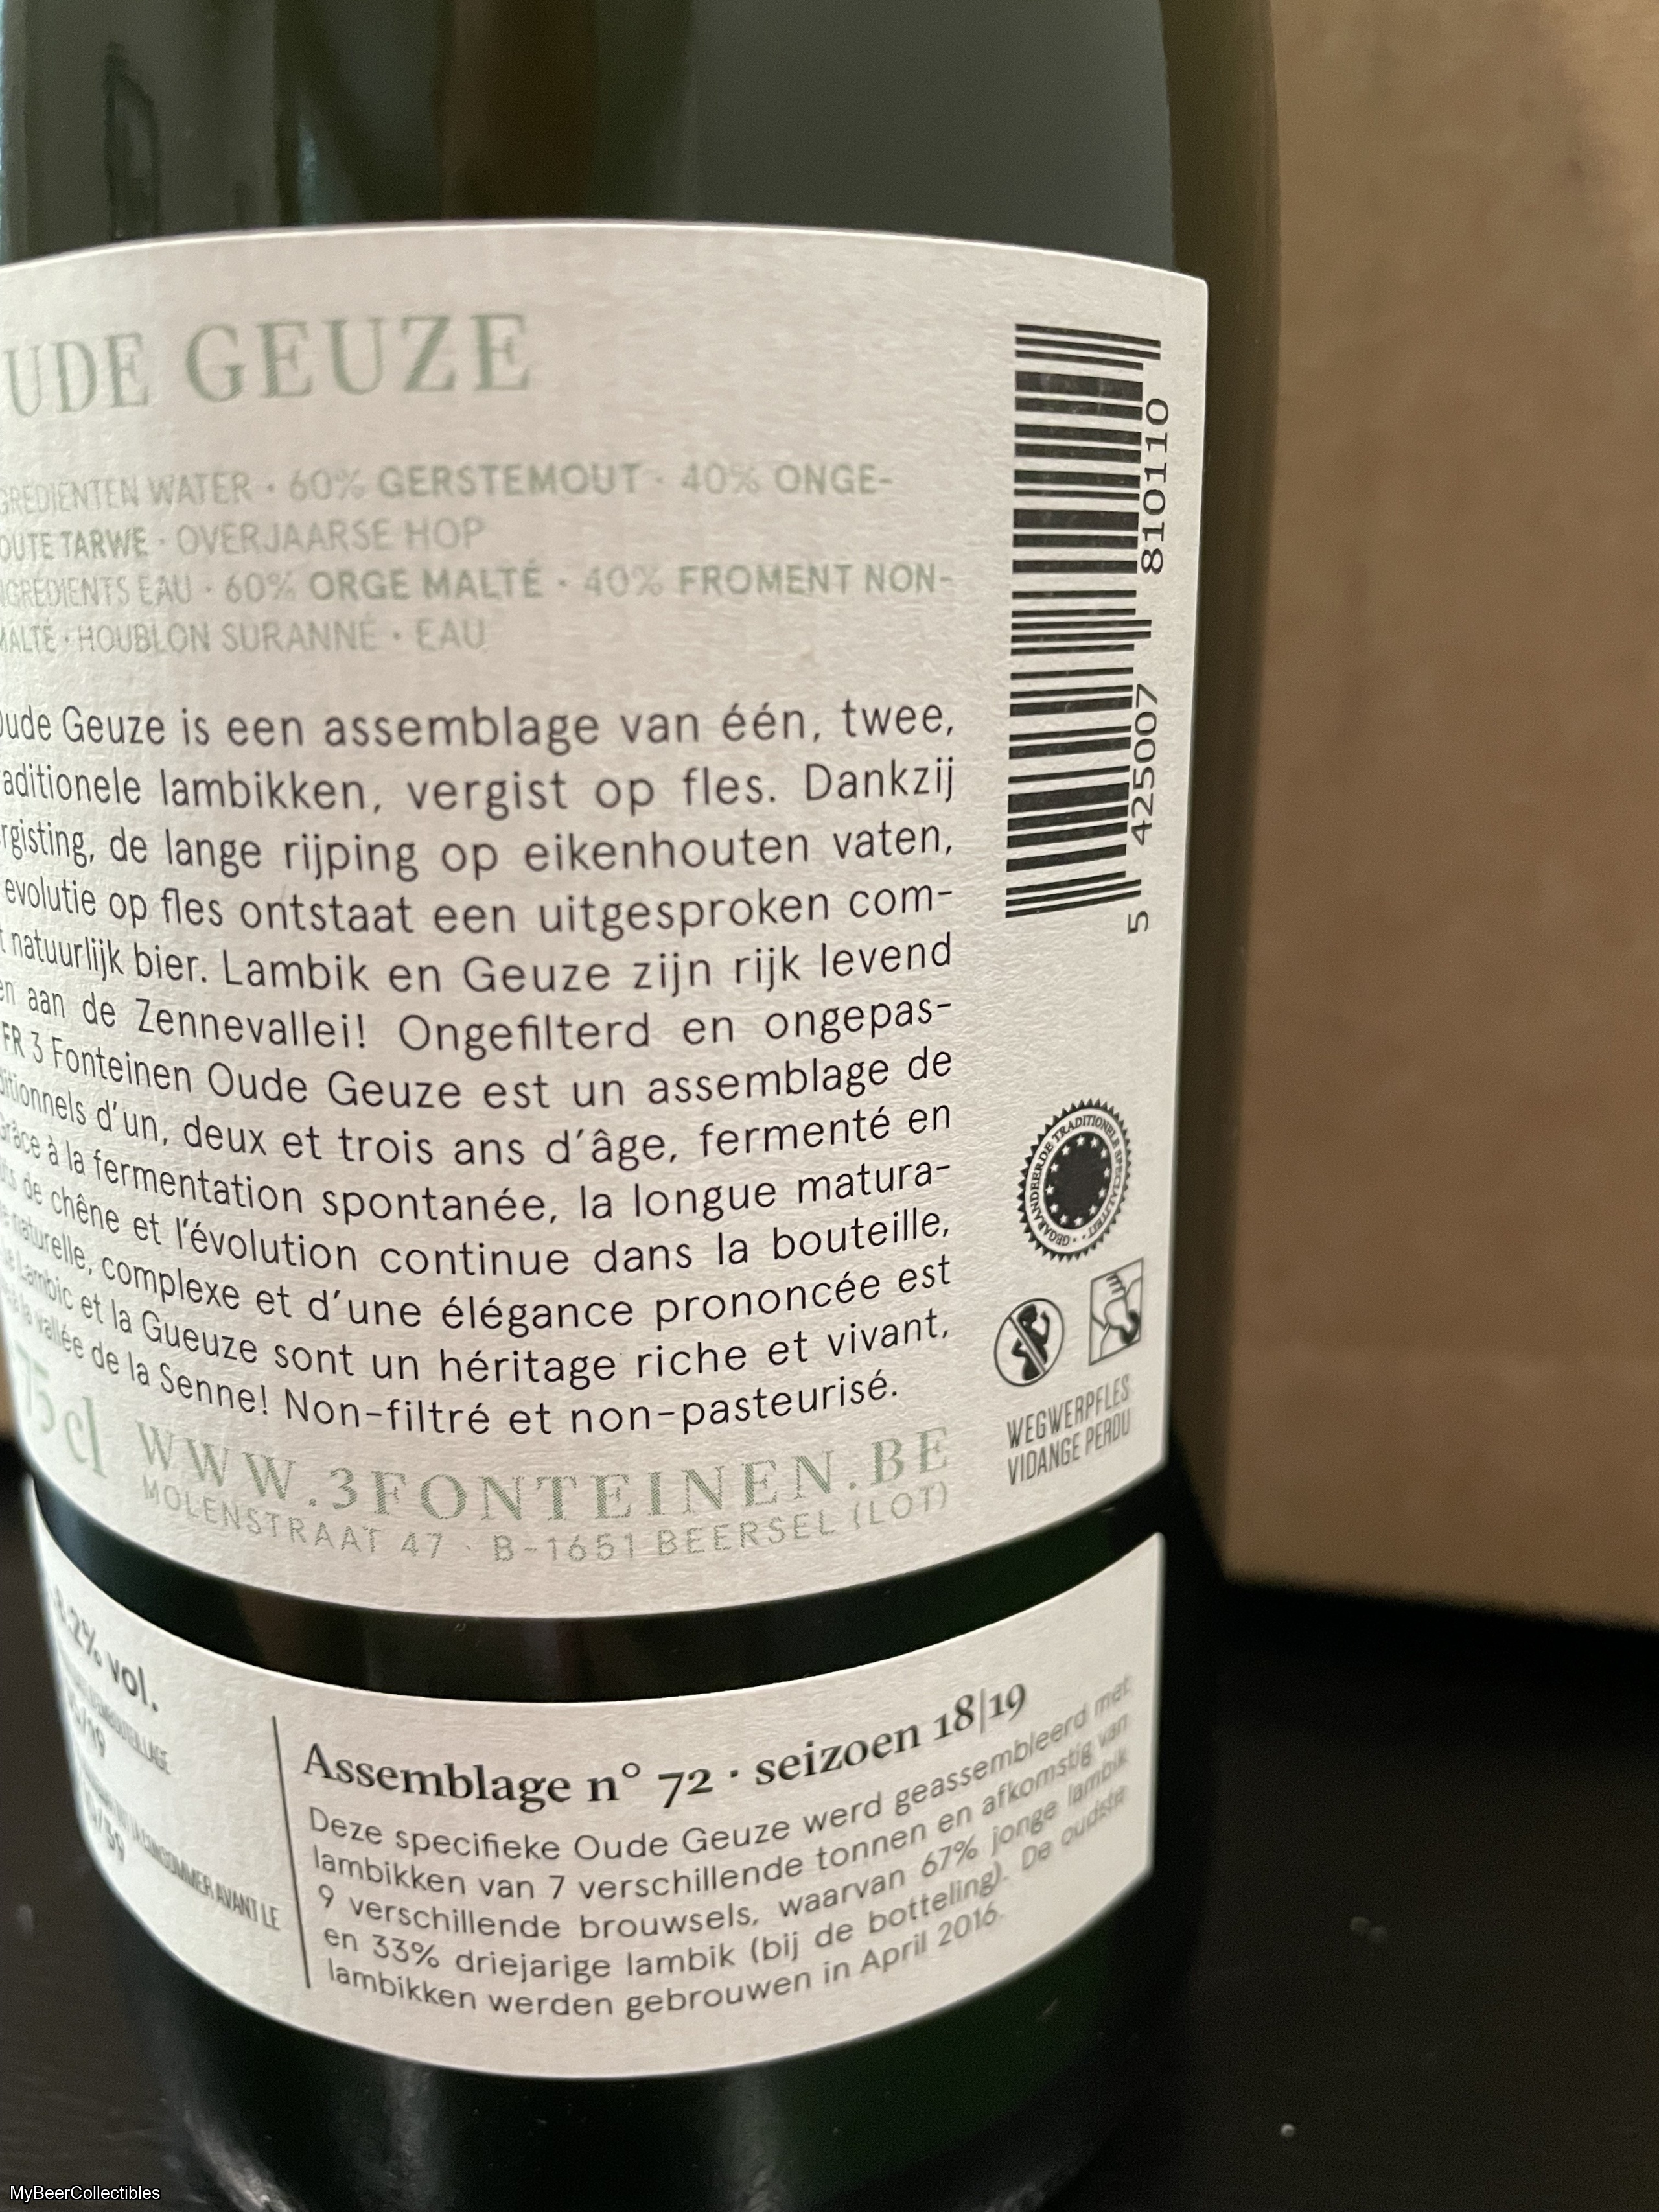 UDE GEUZE
GREDIENTEN WATER · 60% GERSTEMOUT · 40% ONGE-
OUTE TARWE · OVERJAARSE HOP
GREDIENTS EAU · 60% ORGE MALTÉ · 40% FROMENT NON-
MALTÉ · HOUBLON SURANNÉ · EAU
Oude Geuze is een assemblage van één, twee,
aditionele lambikken, vergist op fles. Dankzij
rgisting, de lange rijping op eikenhouten vaten,
evolutie op fles ontstaat een uitgesproken com-
t natuurlijk bier. Lambik en Geuze zijn rijk levend
en aan de Zennevallei! Ongefilterd en ongepas-
FR 3 Fonteinen Oude Geuze est un assemblage de
ditionnels d'un, deux et trois ans d'âge, fermenté en
Grâce à la fermentation spontanée, la longue matura-
ts de chêne et l'évolution continue dans la bouteille,
naturelle, complexe et d'une élégance prononcée est
Lambic et la Gueuze sont un héritage riche et vivant,
la vallée de la Senne! Non-filtré et non-pasteurisé.
75 cl
WWW.3FONTEINEN.BE
MOLENSTRAAT 47 · B-1651 BEERSEL (LOT)
5 425007 810110
GEGARANDEERDE TRADITIONELE SPECIALITEIT
WEGWERPFLES
VIDANGE PERDU
vol.
AVANT LE
Assemblage n° 72 · seizoen 18|19
Deze specifieke Oude Geuze werd geassembleerd met
lambikken van 7 verschillende tonnen en afkomstig van
9 verschillende brouwsels, waarvan 67% jonge lambik
en 33% driejarige lambik (bij de botteling). De oudste
lambikken werden gebrouwen in April 2016.
MyBeerCollectibles